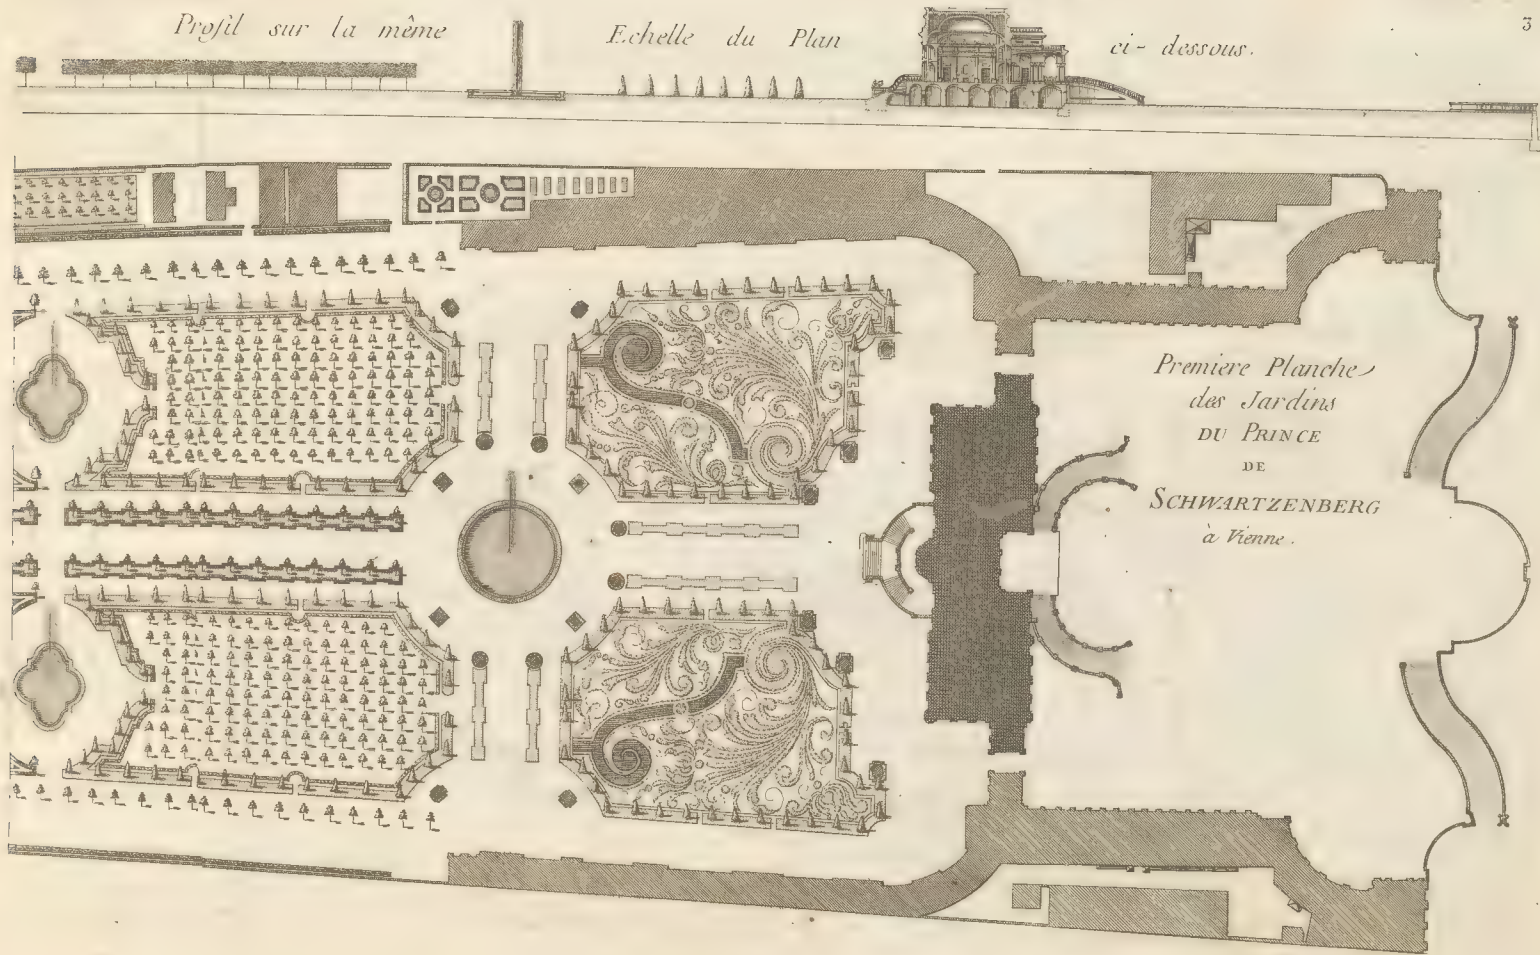 Profil sur la même Echelle du Plan ci-dessous.
3
Premiere Planche
des Jardins
DU PRINCE
DE
SCHWARTZENBERG
à Vienne.